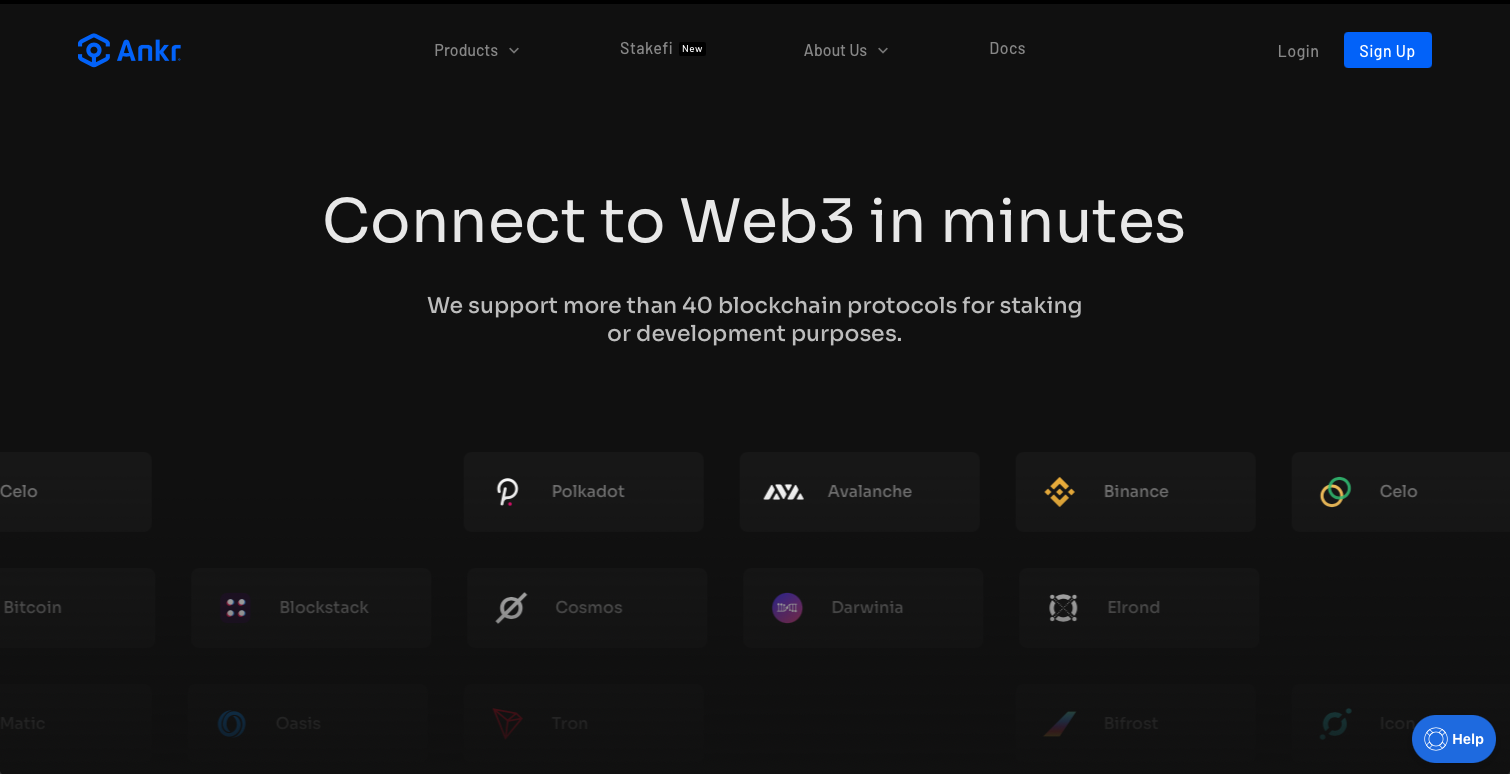 Ankr
Products
Stakefi New
About Us
Docs
Login
Sign Up
Connect to Web3 in minutes
We support more than 40 blockchain protocols for staking
or development purposes.
Celo
Polkadot
Avalanche
Binance
Celo
Bitcoin
Blockstack
Cosmos
Darwinia
Elrond
Matic
Oasis
Tron
Bifrost
Icon
Help